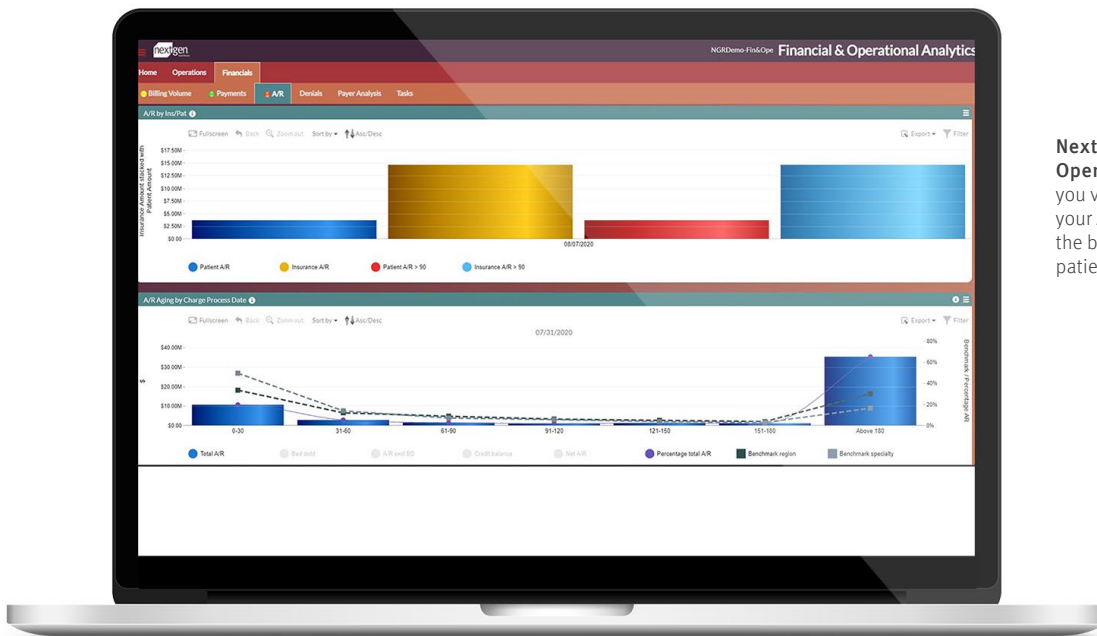 nextgen
NGRDemo-Fin&Ope Financial & Operational Analytics
Home Operations Financials
Billing Volume Payments A/R Denials Payer Analysis Tasks
A/R by Ins/Pat
Fullscreen Back Zoom out Sort by Asc/Desc Export Filter
Insurance Amount stacked with
Patient Amount
$17.50M
$15.00M
$12.50M
$10.00M
$7.50M
$5.00M
$2.50M
$0.00
08/07/2020
Patient A/R Insurance A/R Patient A/R > 90 Insurance A/R > 90
A/R Aging by Charge Process Date
Fullscreen Back Zoom out Sort by Asc/Desc Export Filter
07/31/2020
$
$40.00M
$30.00M
$20.00M
$10.00M
$0.00
80%
60%
40%
20%
0%
Benchmark / Percentage A/R
0-30 31-60 61-90 91-120 121-150 151-180 Above 180
Total A/R Bad debt A/R excl BD Credit balance Net A/R Percentage total A/R Benchmark region Benchmark specialty
Next
Oper
you v
your
the b
patie